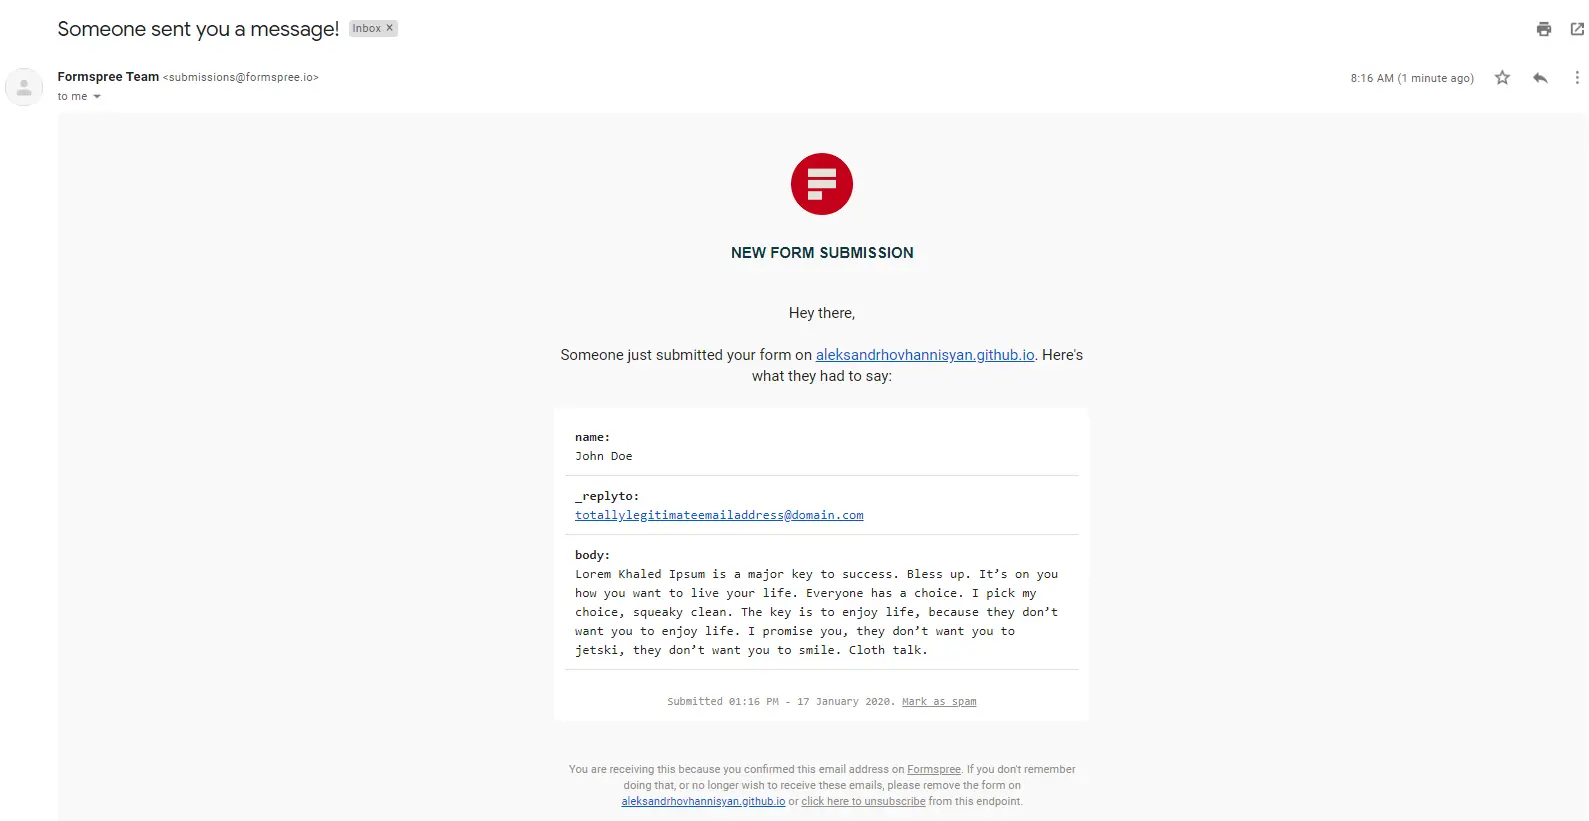 Someone sent you a message! Inbox ×
Formspree Team <submissions@formspree.io> 8:16 AM (1 minute ago)
to me
NEW FORM SUBMISSION
Hey there,
Someone just submitted your form on aleksandrhovhannisyan.github.io. Here's
what they had to say:
name:
John Doe
_replyto:
totallylegitimateemailaddress@domain.com
body:
Lorem Khaled Ipsum is a major key to success. Bless up. It’s on you
how you want to live your life. Everyone has a choice. I pick my
choice, squeaky clean. The key is to enjoy life, because they don’t
want you to enjoy life. I promise you, they don’t want you to
jetski, they don’t want you to smile. Cloth talk.
Submitted 01:16 PM - 17 January 2020. Mark as spam
You are receiving this because you confirmed this email address on Formspree. If you don't remember
doing that, or no longer wish to receive these emails, please remove the form on
aleksandrhovhannisyan.github.io or click here to unsubscribe from this endpoint.